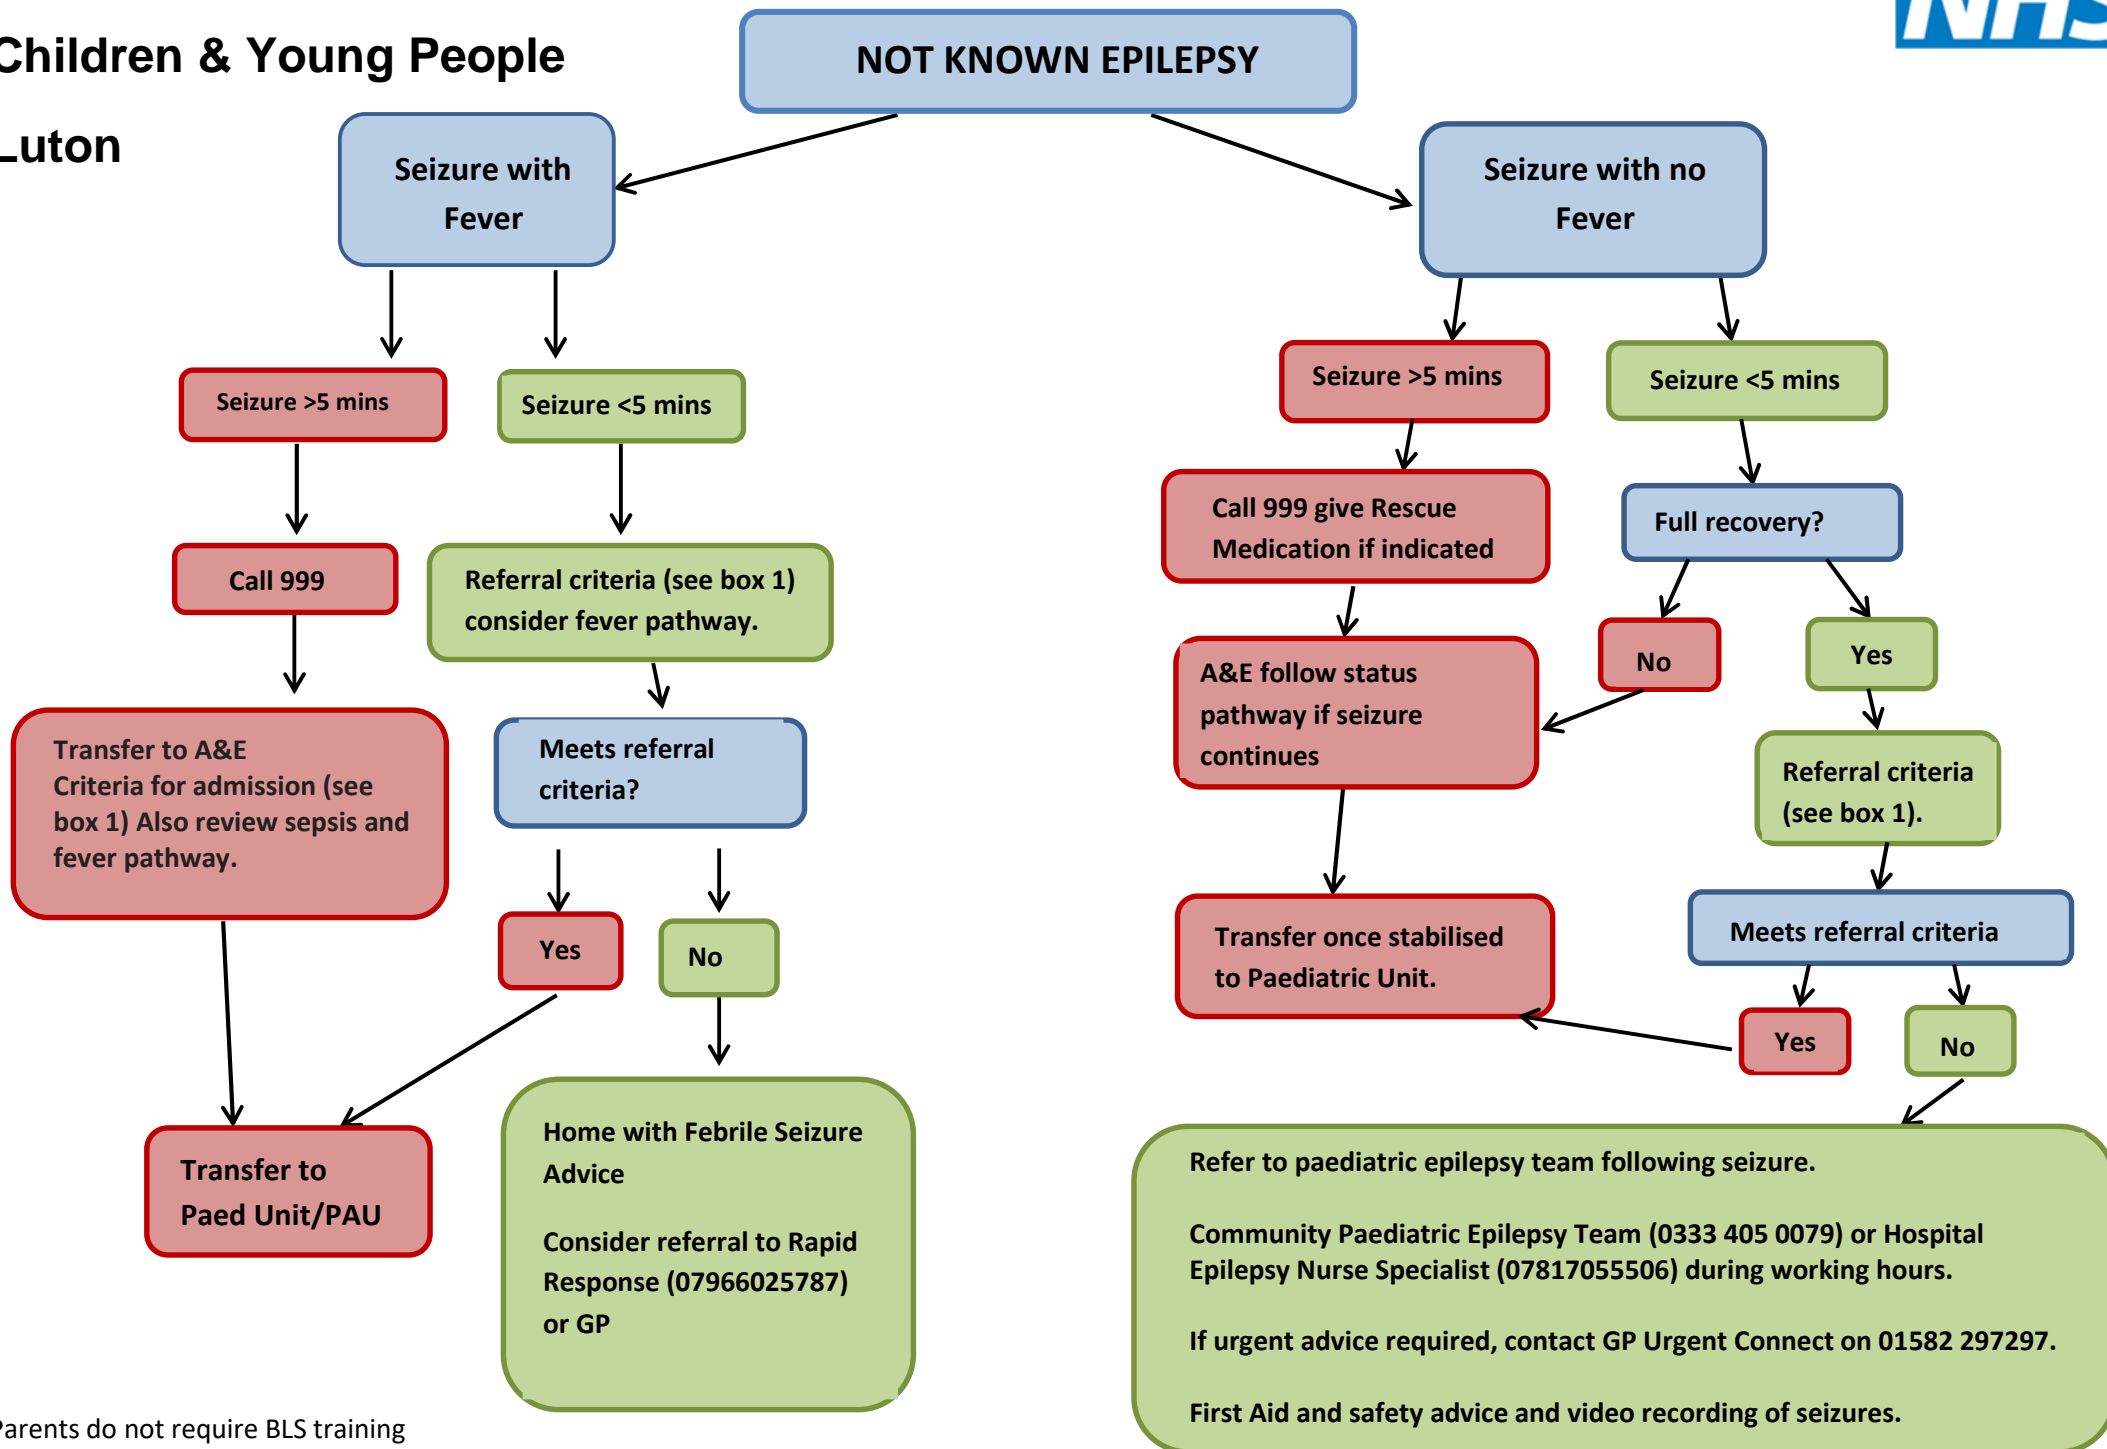 Children & Young People
Luton
NOT KNOWN EPILEPSY
NHS
Seizure with
Fever
Seizure >5 mins
Seizure <5 mins
Call 999
Referral criteria (see box 1)
consider fever pathway.
Transfer to A&E
Criteria for admission (see
box 1) Also review sepsis and
fever pathway.
Meets referral
criteria?
Yes
No
Transfer to
Paed Unit/PAU
Home with Febrile Seizure
Advice
Consider referral to Rapid
Response (07966025787)
or GP
Seizure with no
Fever
Seizure >5 mins
Seizure <5 mins
Call 999 give Rescue
Medication if indicated
Full recovery?
No
Yes
A&E follow status
pathway if seizure
continues
Referral criteria
(see box 1).
Transfer once stabilised
to Paediatric Unit.
Meets referral criteria
Yes
No
Refer to paediatric epilepsy team following seizure.
Community Paediatric Epilepsy Team (0333 405 0079) or Hospital
Epilepsy Nurse Specialist (07817055506) during working hours.
If urgent advice required, contact GP Urgent Connect on 01582 297297.
First Aid and safety advice and video recording of seizures.
Parents do not require BLS training